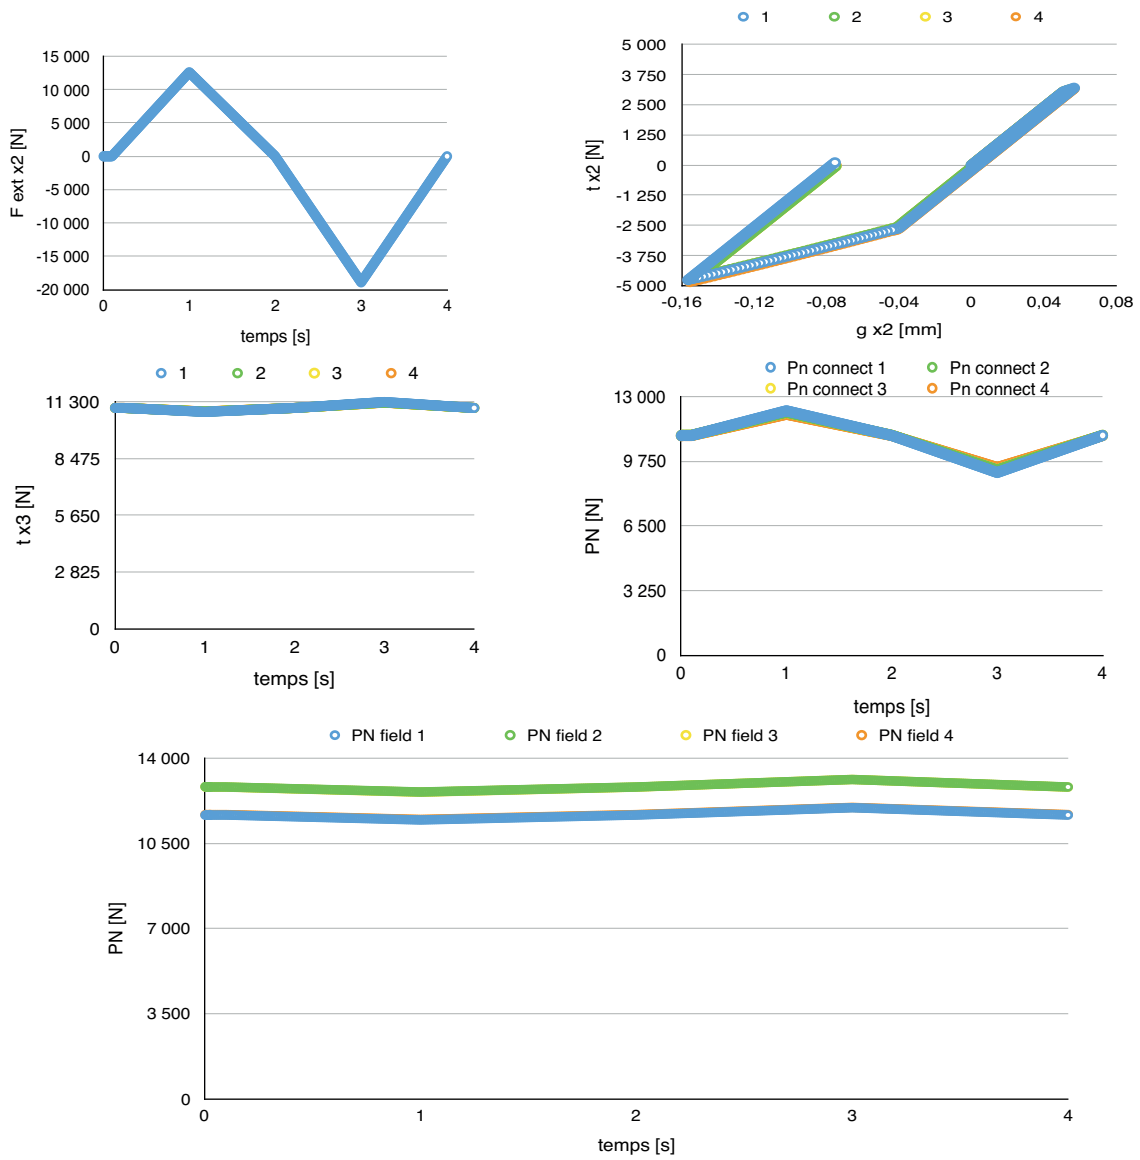 F ext x2 [N]
15 000
10 000
5 000
0
-5 000
-10 000
-15 000
-20 000
0 1 2 3 4
temps [s]
1 2 3 4
t x2 [N]
5 000
3 750
2 500
1 250
0
-1 250
-2 500
-3 750
-5 000
-0,16 -0,12 -0,08 -0,04 0 0,04 0,08
g x2 [mm]
1 2 3 4
t x3 [N]
11 300
8 475
5 650
2 825
0
0 1 2 3 4
temps [s]
Pn connect 1 Pn connect 2
Pn connect 3 Pn connect 4
PN [N]
13 000
9 750
6 500
3 250
0
0 1 2 3 4
temps [s]
PN field 1 PN field 2 PN field 3 PN field 4
PN [N]
14 000
10 500
7 000
3 500
0
0 1 2 3 4
temps [s]